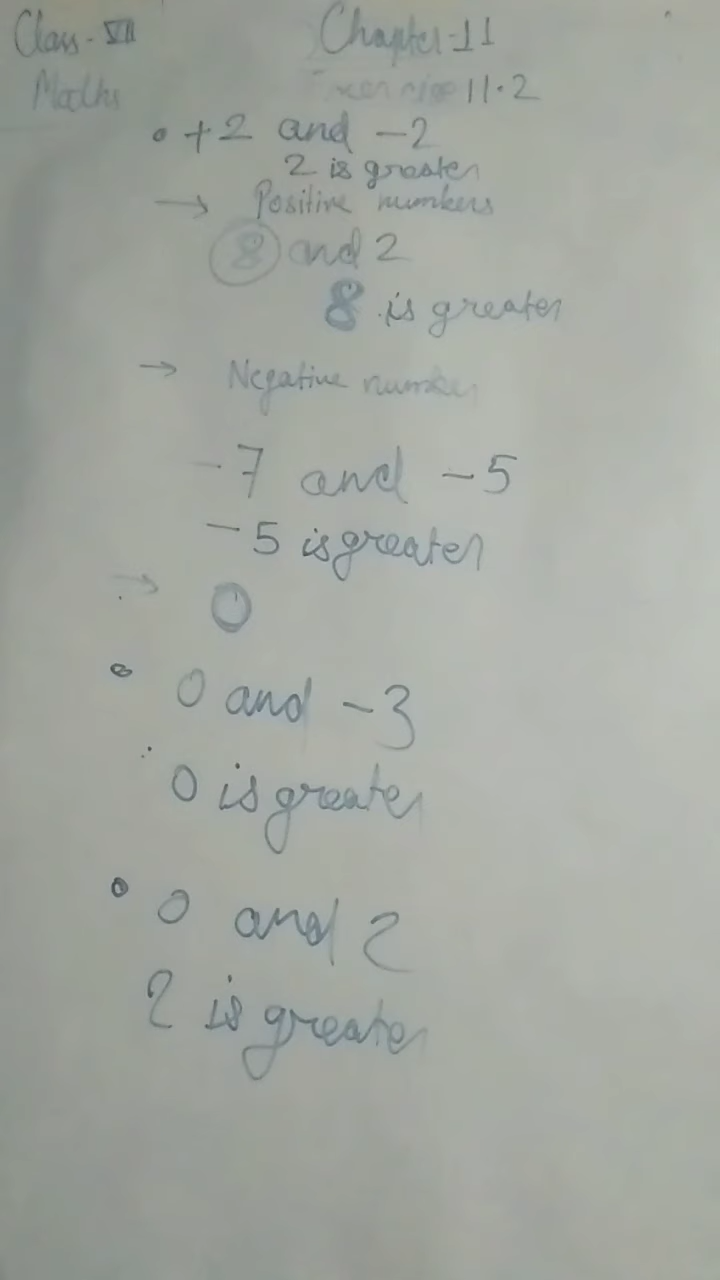 Class - VII Chapter-11
Maths Exercise 11.2
+2 and -2
2 is greater
→ Positive numbers
8 and 2
8 is greater
→ Negative number
-7 and -5
-5 is greater
→ 0
0 and -3
0 is greater
0 and 2
2 is greater